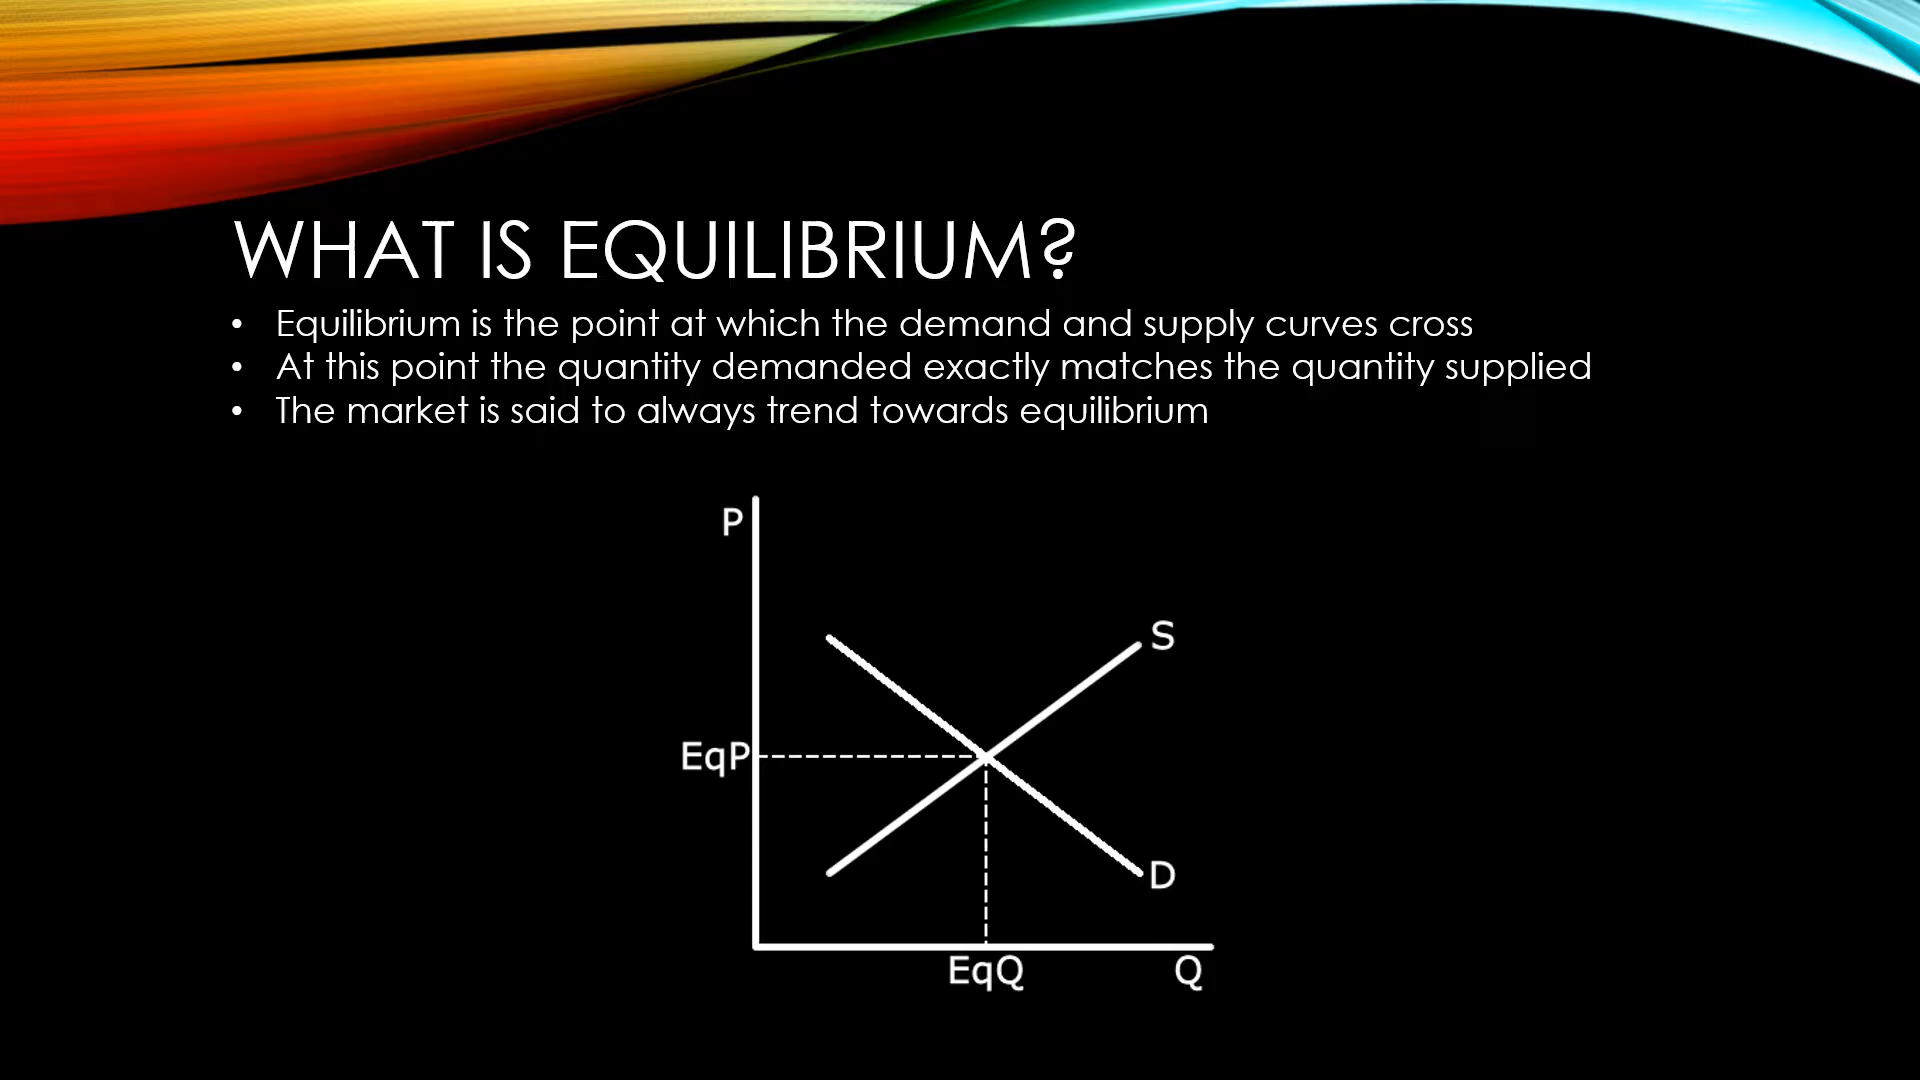 WHAT IS EQUILIBRIUM?
• Equilibrium is the point at which the demand and supply curves cross
• At this point the quantity demanded exactly matches the quantity supplied
• The market is said to always trend towards equilibrium
P
S
EqP
D
EqQ
Q